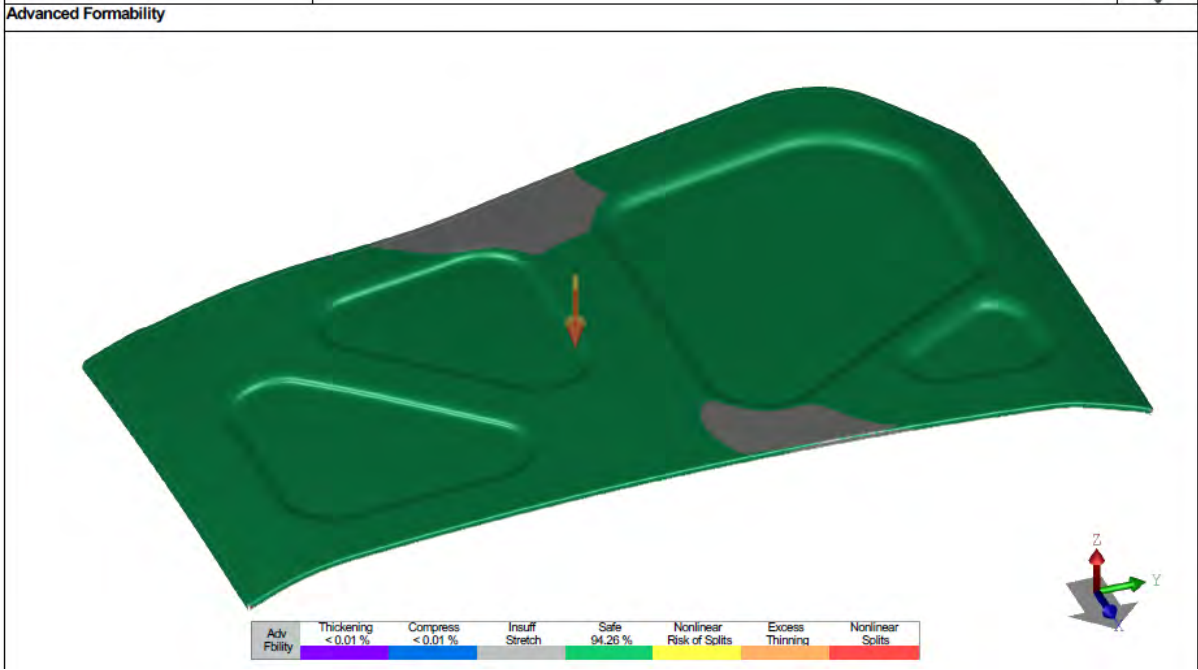 Advanced Formability
Z
Y
X
Adv
Fbility
Thickening
< 0.01 %
Compress
< 0.01 %
Insuff
Stretch
Safe
94.26 %
Nonlinear
Risk of Splits
Excess
Thinning
Nonlinear
Splits